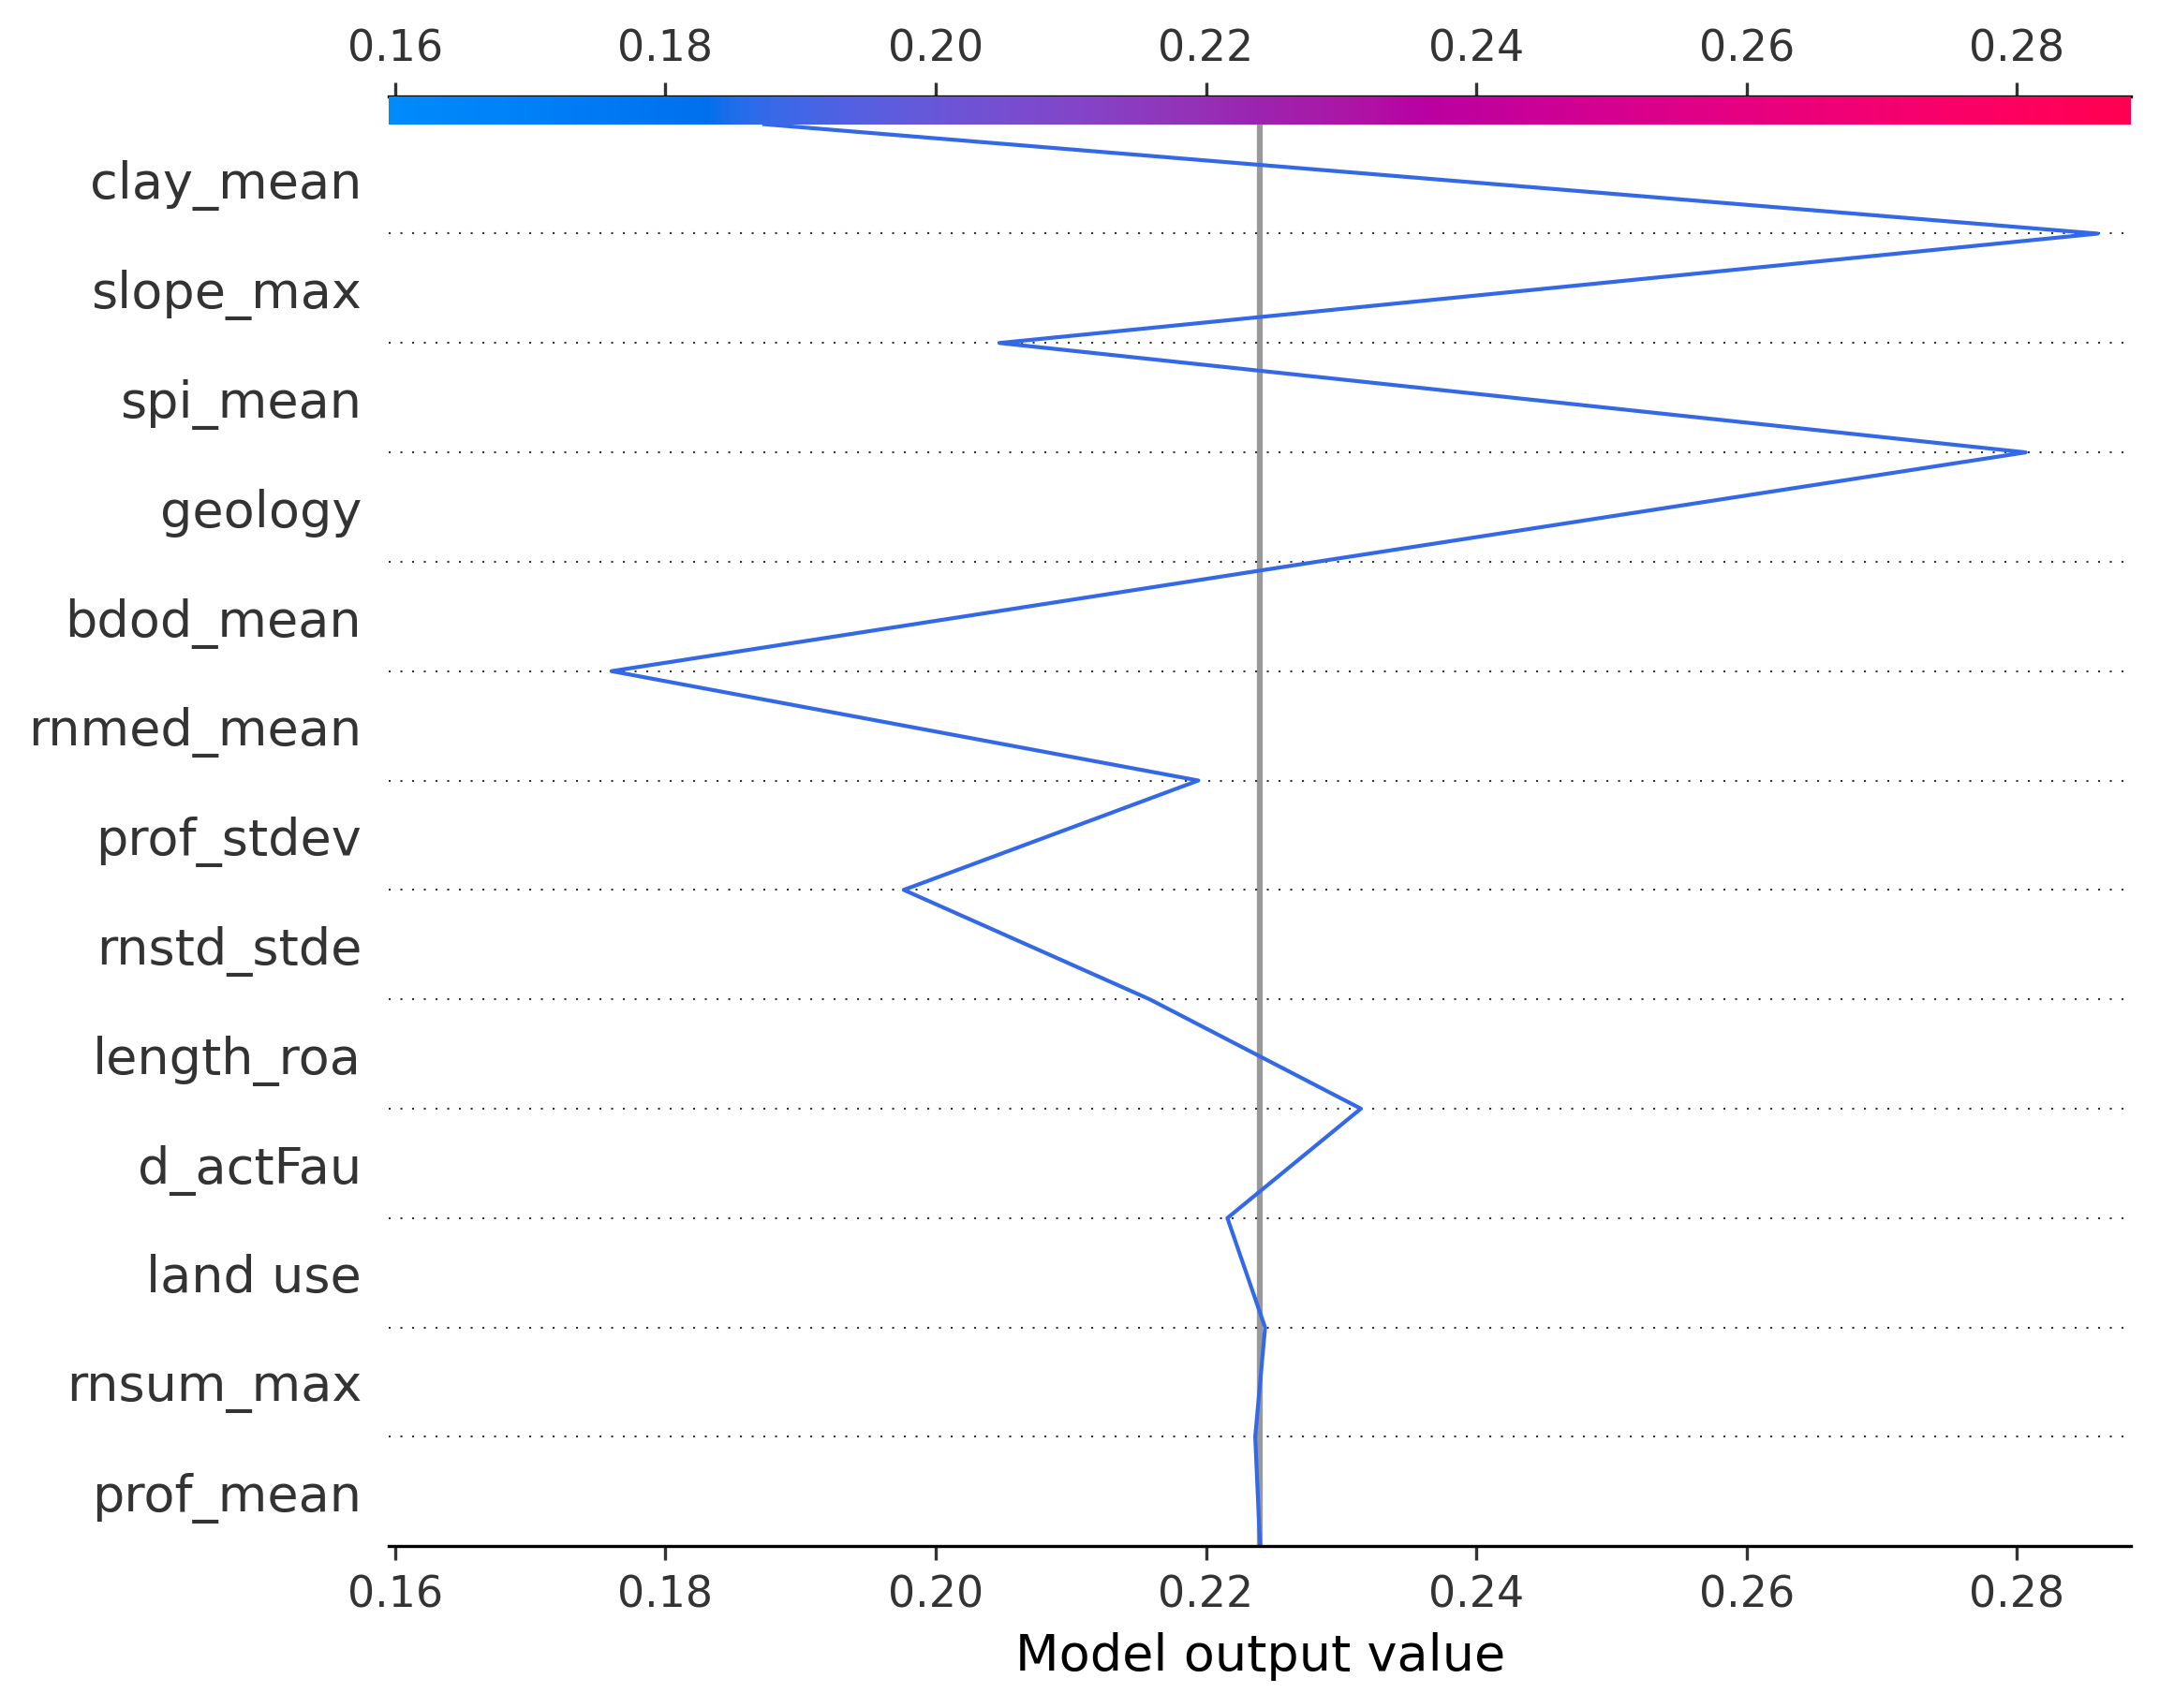 0.16 0.18 0.20 0.22 0.24 0.26 0.28
clay_mean
slope_max
spi_mean
geology
bdod_mean
rnmed_mean
prof_stdev
rnstd_stde
length_roa
d_actFau
land use
rnsum_max
prof_mean
0.16 0.18 0.20 0.22 0.24 0.26 0.28
Model output value